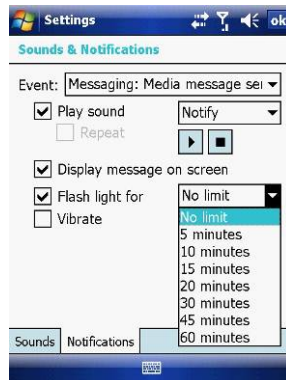 Settings
ok
Sounds & Notifications
Event: Messaging: Media message sei
Play sound
Notify
Repeat
Display message on screen
Flash light for
No limit
Vibrate
No limit
5 minutes
10 minutes
15 minutes
20 minutes
30 minutes
45 minutes
60 minutes
Sounds Notifications